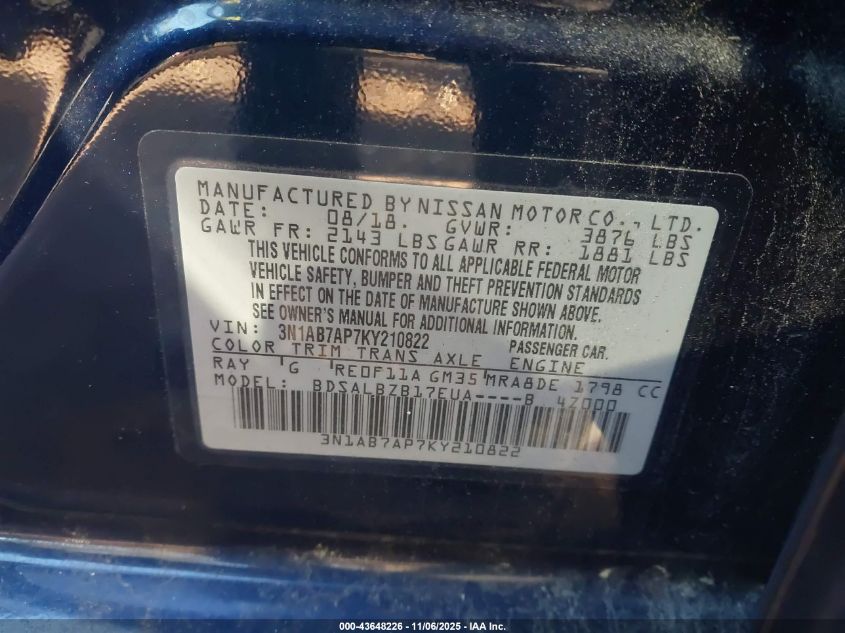 MANUFACTURED BY NISSAN MOTOR CO., LTD.
DATE: 08/18. GVWR: 3876 LBS
GAWR FR: 2143 LBS GAWR RR: 1881 LBS
THIS VEHICLE CONFORMS TO ALL APPLICABLE FEDERAL MOTOR
VEHICLE SAFETY, BUMPER AND THEFT PREVENTION STANDARDS
IN EFFECT ON THE DATE OF MANUFACTURE SHOWN ABOVE.
SEE OWNER'S MANUAL FOR ADDITIONAL INFORMATION.
VIN: 3N1AB7AP7KY210822 PASSENGER CAR.
COLOR TRIM TRANS AXLE ENGINE
RAY G RE0F11A GM35 MRA8DE 1798 CC
MODEL: BDSALBZB17EUA----B 4Z000
3N1AB7AP7KY210822
000-43648226 - 11/06/2025 - IAA Inc.